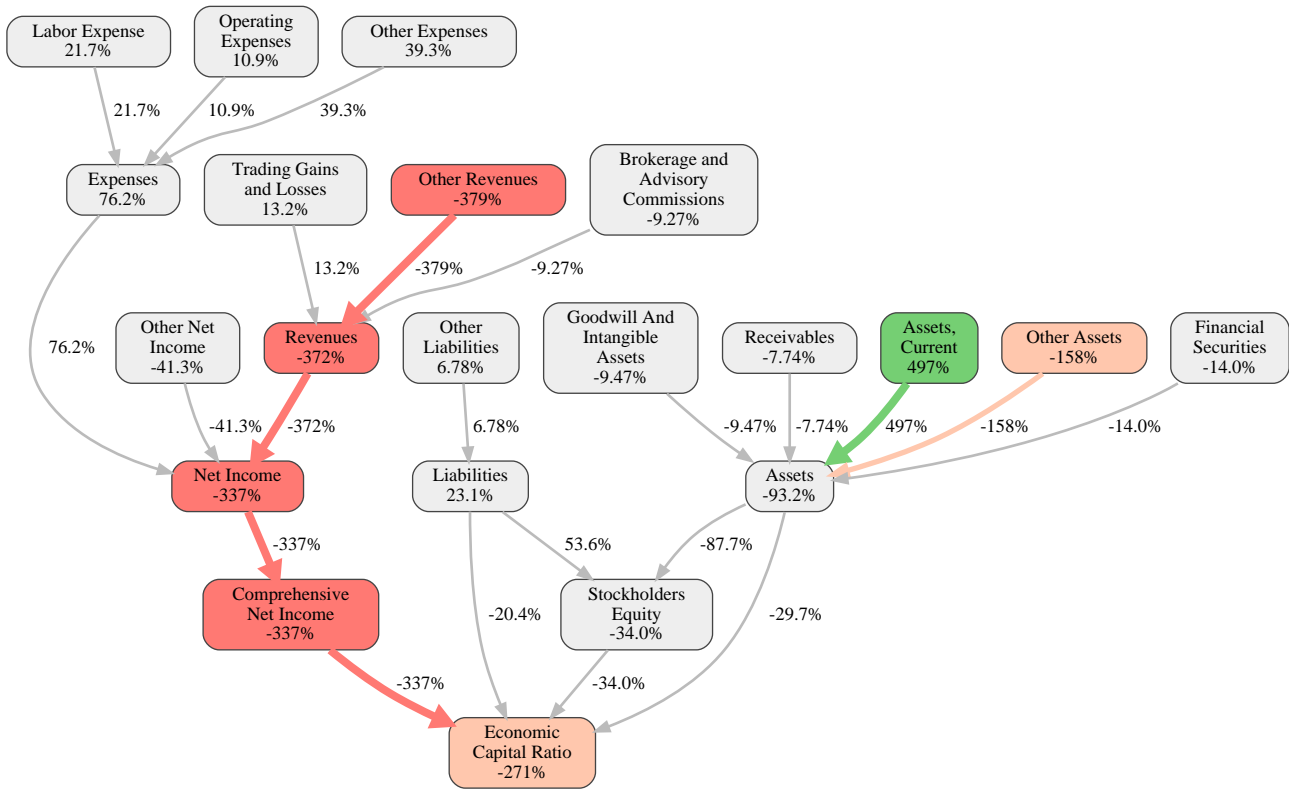 Labor Expense
21.7%
Operating
Expenses
10.9%
Other Expenses
39.3%
21.7%
10.9%
39.3%
Expenses
76.2%
Trading Gains
and Losses
13.2%
Other Revenues
-379%
Brokerage and
Advisory
Commissions
-9.27%
13.2%
-379%
-9.27%
76.2%
Other Net
Income
-41.3%
Revenues
-372%
Other
Liabilities
6.78%
Goodwill And
Intangible
Assets
-9.47%
Receivables
-7.74%
Assets,
Current
497%
Other Assets
-158%
Financial
Securities
-14.0%
-41.3%
-372%
6.78%
-9.47%
-7.74%
497%
-158%
-14.0%
Net Income
-337%
Liabilities
23.1%
Assets
-93.2%
-337%
53.6%
-87.7%
Comprehensive
Net Income
-337%
-20.4%
Stockholders
Equity
-34.0%
-29.7%
-337%
-34.0%
Economic
Capital Ratio
-271%